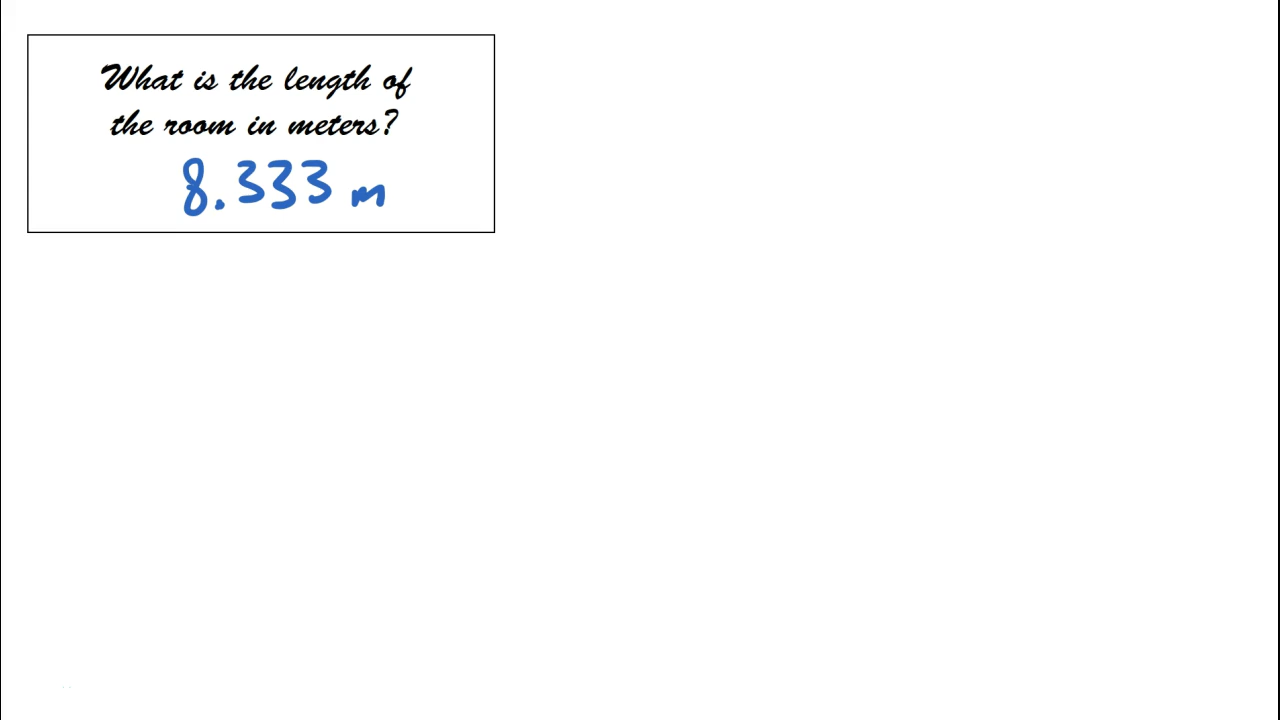 What is the length of
the room in meters?
8.333 m